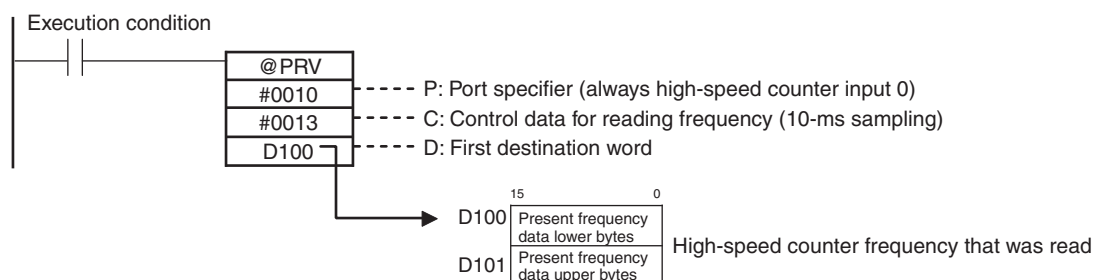 Execution condition
@PRV
#0010 P: Port specifier (always high-speed counter input 0)
#0013 C: Control data for reading frequency (10-ms sampling)
D100 D: First destination word
15 0
D100 Present frequency
data lower bytes
High-speed counter frequency that was read
D101 Present frequency
data upper bytes